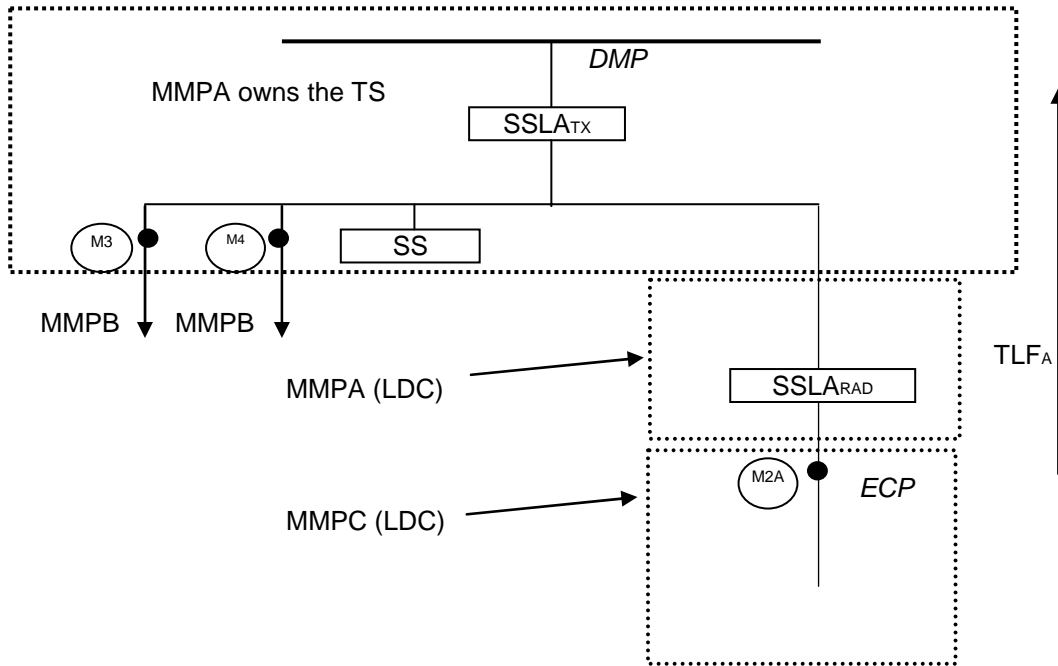 DMP
MMPA owns the TS
SSLATX
M3
M4
SS
MMPB
MMPB
TLFA
MMPA (LDC)
SSLARAD
M2A
ECP
MMPC (LDC)